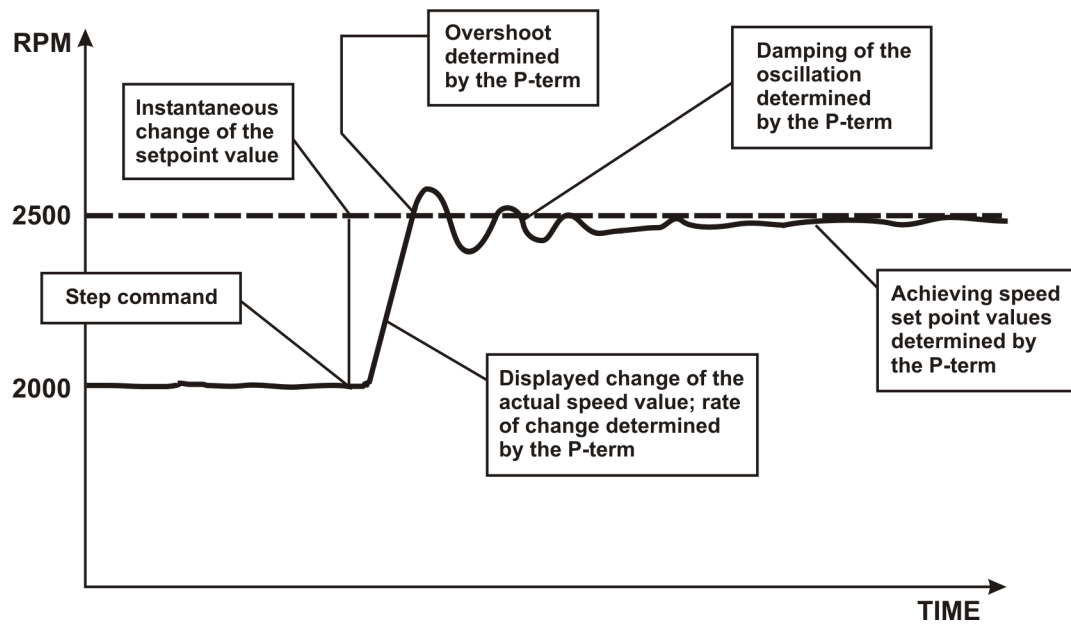 RPM
Overshoot
determined
by the P-term
Damping of the
oscillation
determined
by the P-term
Instantaneous
change of the
setpoint value
2500
Step command
Achieving speed
set point values
determined by
the P-term
2000
Displayed change of the
actual speed value; rate
of change determined
by the P-term
TIME